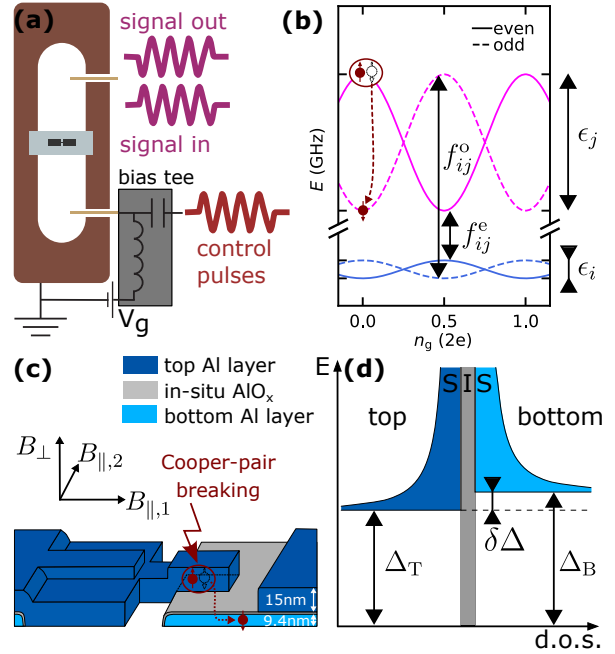 (a)
signal out
signal in
bias tee
control
pulses
V_g
(b)
even
odd
E (GHz)
f_ij^o
f_ij^e
ϵ_j
ϵ_i
0.0 0.5 1.0
n_g (2e)
(c)
top Al layer
in-situ AlO_x
bottom Al layer
B_⊥
B_∥,2
B_∥,1
Cooper-pair
breaking
15nm
9.4nm
(d)
E
S I S
top
bottom
δΔ
Δ_T
Δ_B
d.o.s.